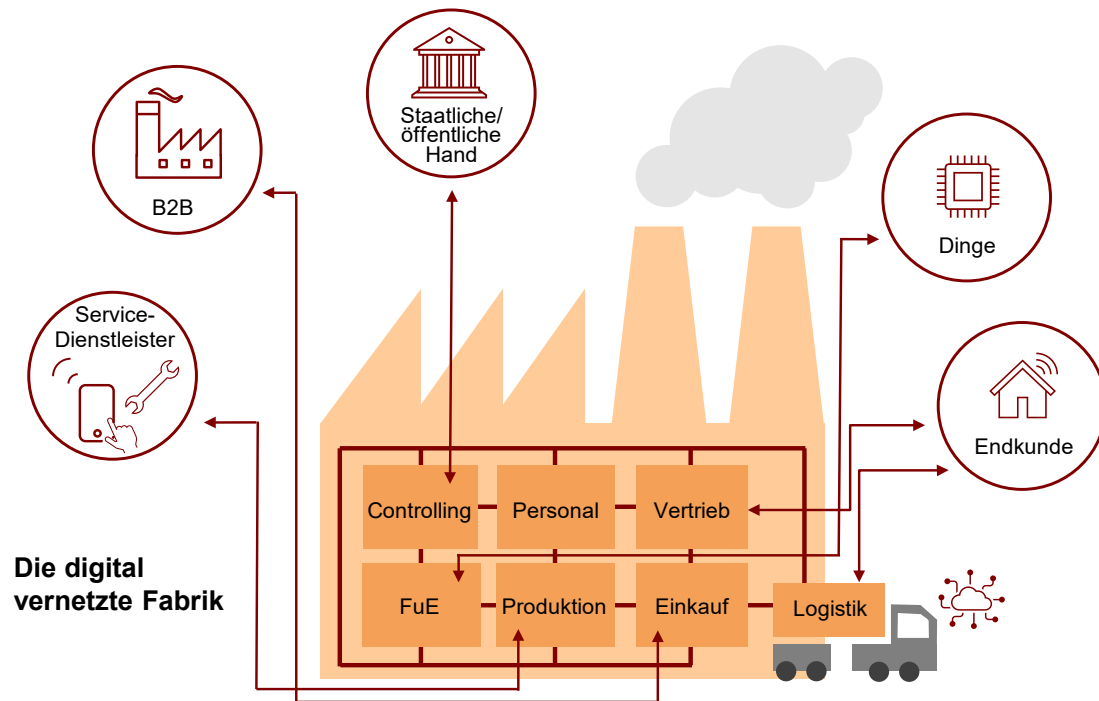 Staatliche/
öffentliche
Hand
B2B
Dinge
Service-
Dienstleister
Endkunde
Controlling
Personal
Vertrieb
Die digital
vernetzte Fabrik
FuE
Produktion
Einkauf
Logistik